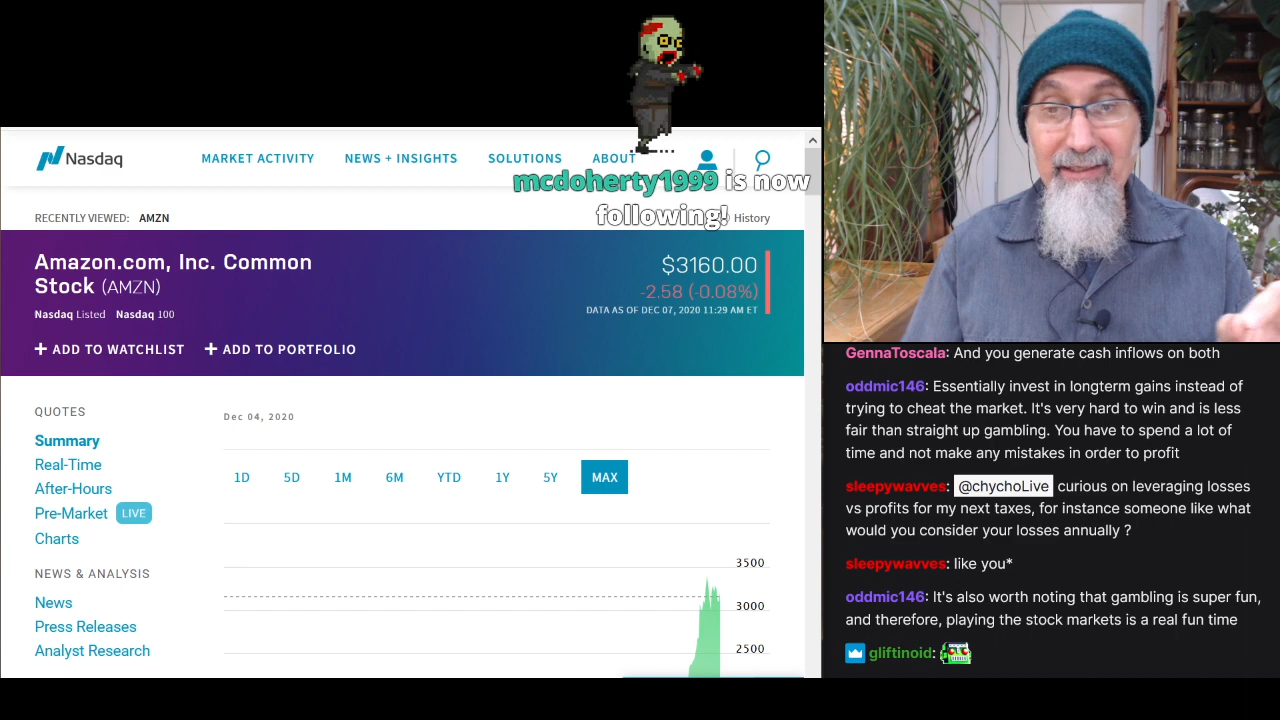 Nasdaq
MARKET ACTIVITY
NEWS + INSIGHTS
SOLUTIONS
ABOUT
mcdoherty1999 is now
following!
RECENTLY VIEWED: AMZN
History
Amazon.com, Inc. Common
Stock (AMZN)
Nasdaq Listed Nasdaq 100
$3160.00
-2.58 (-0.08%)
DATA AS OF DEC 07, 2020 11:29 AM ET
+ ADD TO WATCHLIST + ADD TO PORTFOLIO
QUOTES
Summary
Real-Time
After-Hours
Pre-Market LIVE
Charts
NEWS & ANALYSIS
News
Press Releases
Analyst Research
Dec 04, 2020
1D 5D 1M 6M YTD 1Y 5Y MAX
3500
3000
2500
GennaToscala: And you generate cash inflows on both
oddmic146: Essentially invest in longterm gains instead of
trying to cheat the market. It's very hard to win and is less
fair than straight up gambling. You have to spend a lot of
time and not make any mistakes in order to profit
sleepywavves: @chychoLive curious on leveraging losses
vs profits for my next taxes, for instance someone like what
would you consider your losses annually ?
sleepywavves: like you*
oddmic146: It's also worth noting that gambling is super fun,
and therefore, playing the stock markets is a real fun time
gliftinoid: